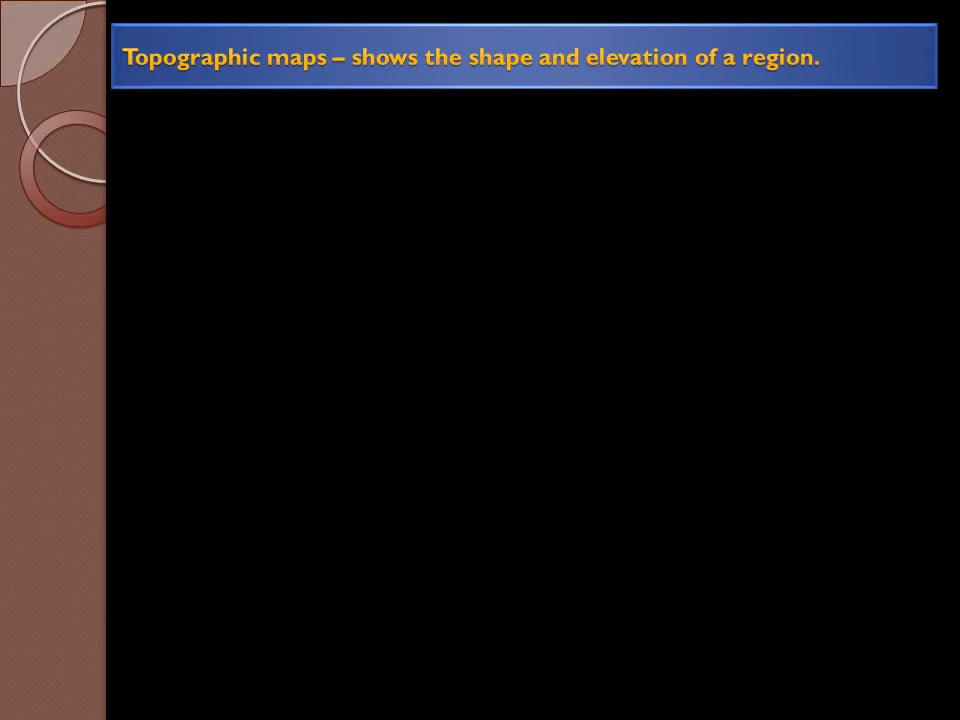 Topographic maps – shows the shape and elevation of a region.